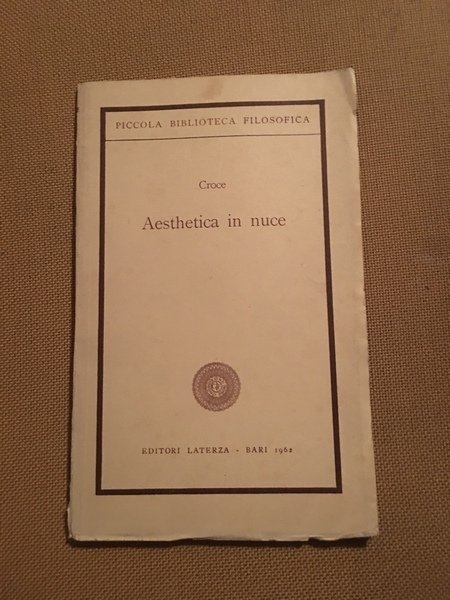 PICCOLA BIBLIOTECA FILOSOFICA
Croce
Aesthetica in nuce
EDITORI LATERZA - BARI 1962